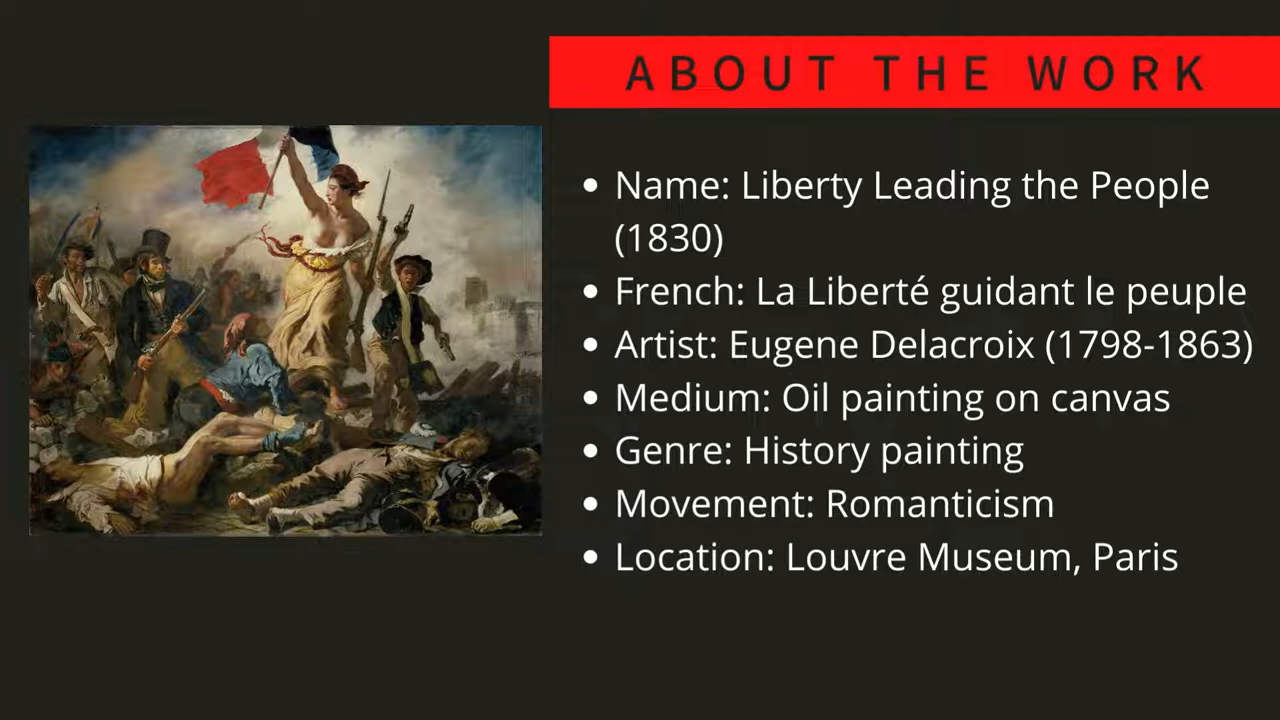 ABOUT THE WORK
• Name: Liberty Leading the People
(1830)
• French: La Liberté guidant le peuple
• Artist: Eugene Delacroix (1798-1863)
• Medium: Oil painting on canvas
• Genre: History painting
• Movement: Romanticism
• Location: Louvre Museum, Paris